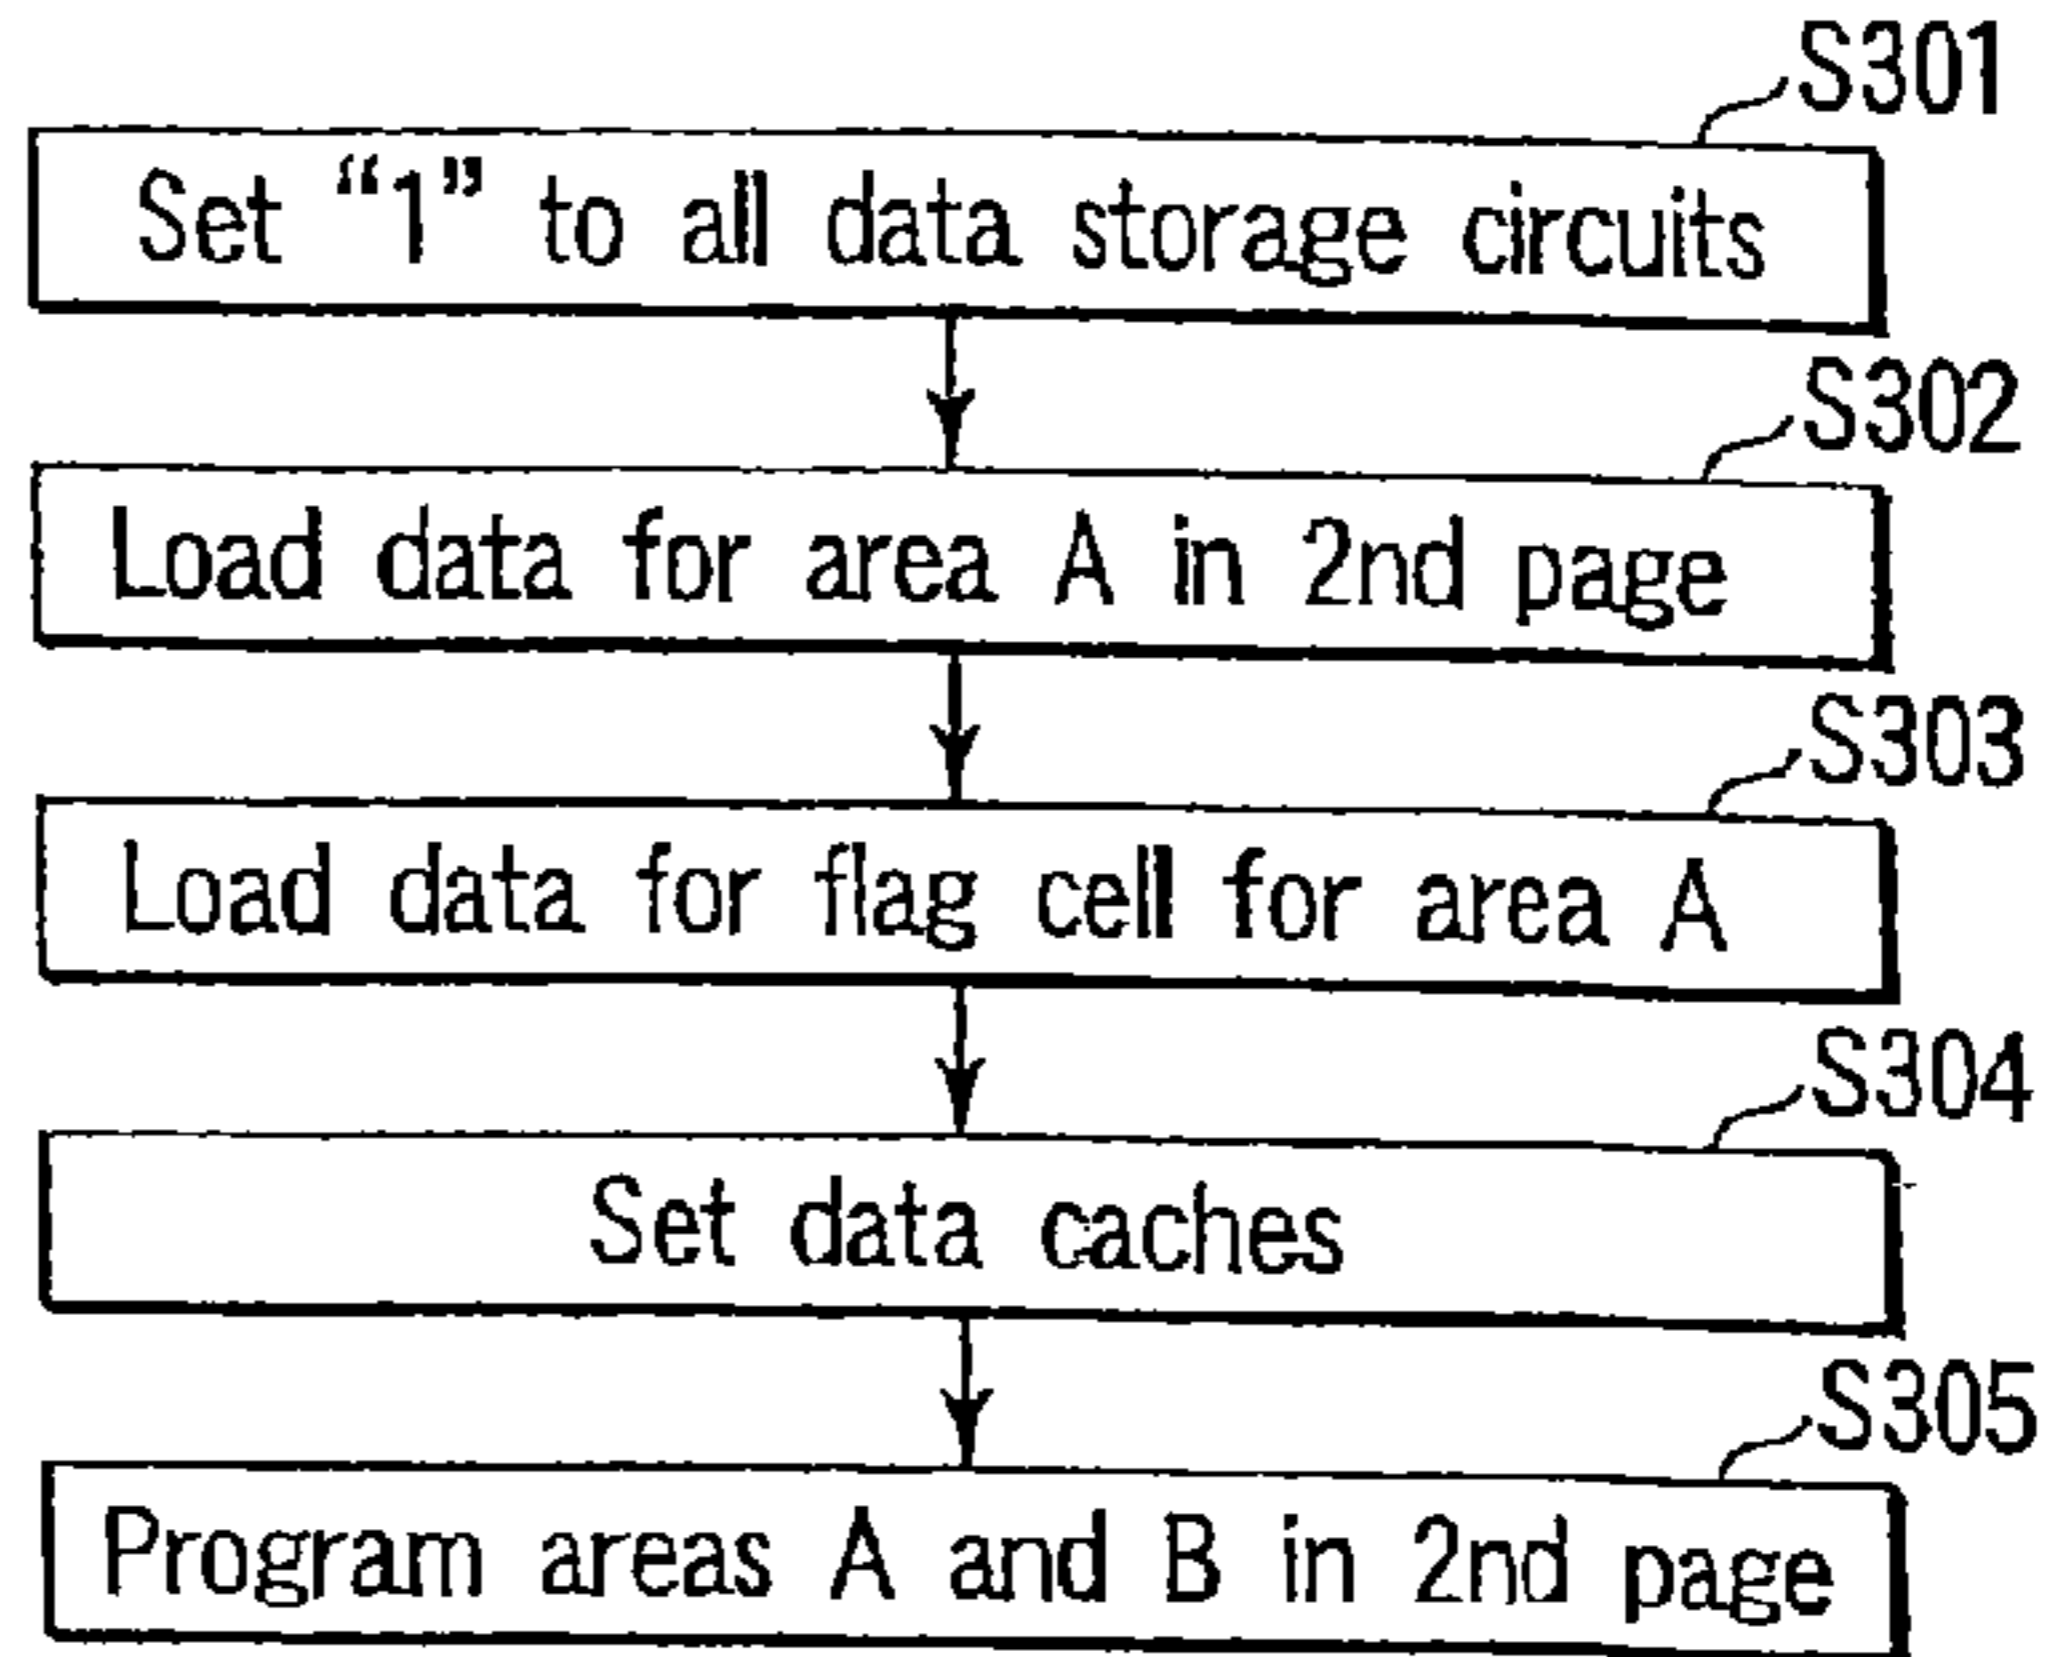 S301
Set “1” to all data storage circuits
S302
Load data for area A in 2nd page
S303
Load data for flag cell for area A
S304
Set data caches
S305
Program areas A and B in 2nd page